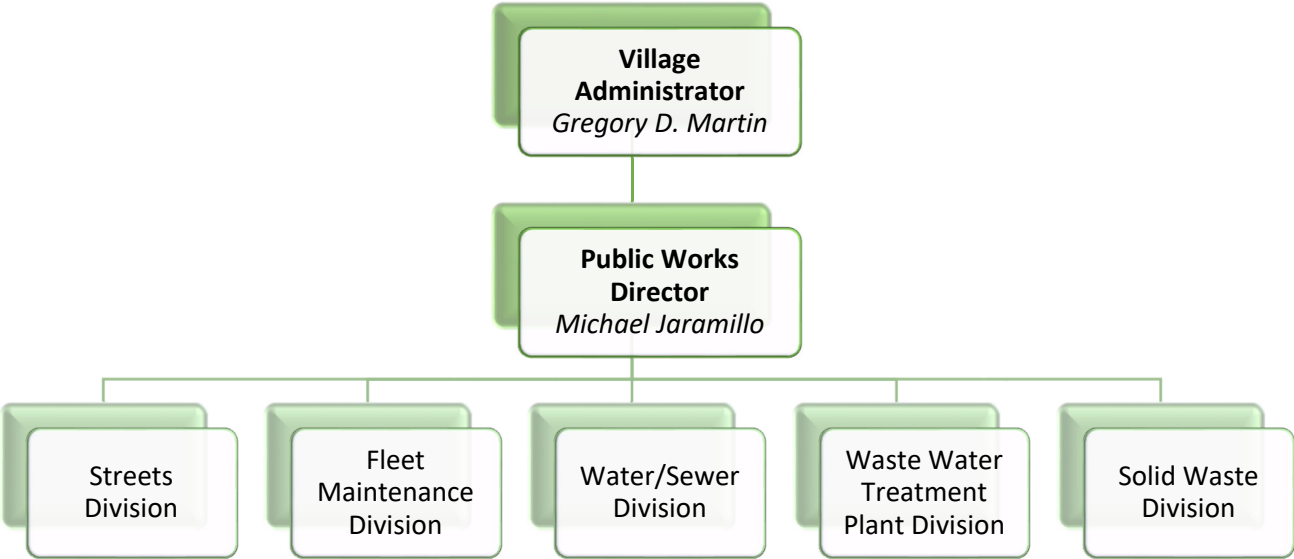 Village
Administrator
Gregory D. Martin
Public Works
Director
Michael Jaramillo
Streets
Division
Fleet
Maintenance
Division
Water/Sewer
Division
Waste Water
Treatment
Plant Division
Solid Waste
Division